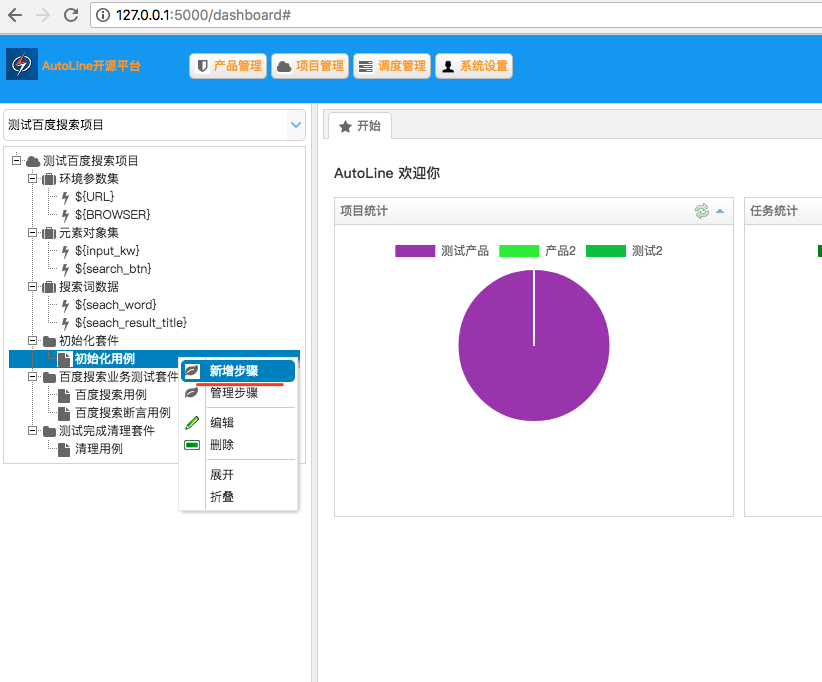 127.0.0.1:5000/dashboard#
AutoLine开源平台
产品管理 项目管理 调度管理 系统设置
测试百度搜索项目
开始
测试百度搜索项目
环境参数集
${URL}
${BROWSER}
元素对象集
${input_kw}
${search_btn}
搜索词数据
${seach_word}
${seach_result_title}
初始化套件
初始化用例
百度搜索业务测试套件
百度搜索用例
百度搜索断言用例
测试完成清理套件
清理用例
新增步骤
管理步骤
编辑
删除
展开
折叠
AutoLine 欢迎你
项目统计
测试产品 产品2 测试2
任务统计